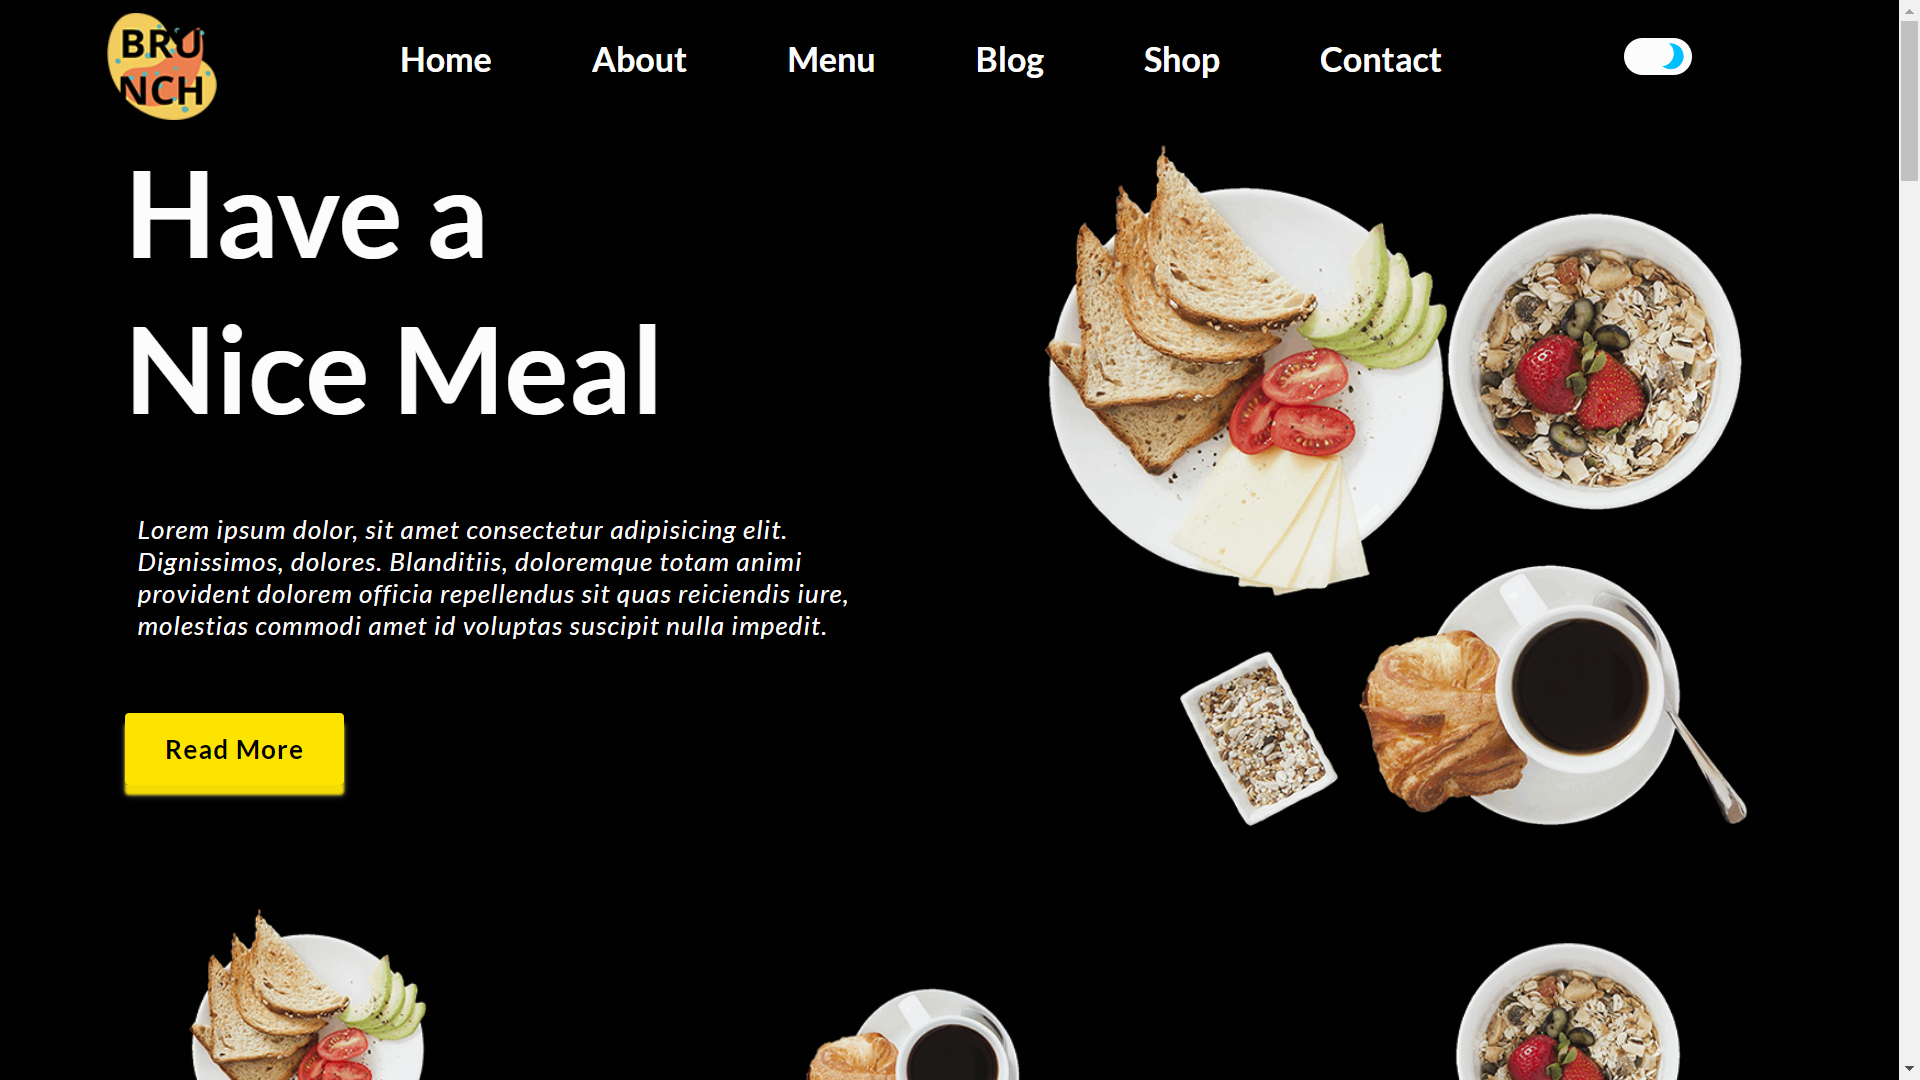 BRU
NCH
Home About Menu Blog Shop Contact
Have a
Nice Meal
Lorem ipsum dolor, sit amet consectetur adipisicing elit.
Dignissimos, dolores. Blanditiis, doloremque totam animi
provident dolorem officia repellendus sit quas reiciendis iure,
molestias commodi amet id voluptas suscipit nulla impedit.
Read More